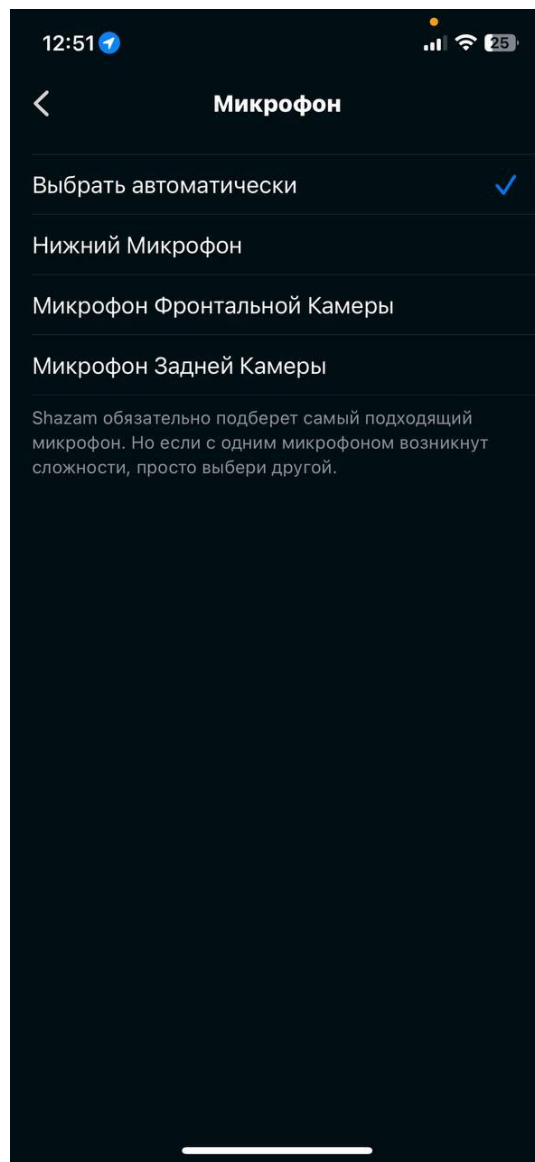 12:51
25
Микрофон
Выбрать автоматически
Нижний Микрофон
Микрофон Фронтальной Камеры
Микрофон Задней Камеры
Shazam обязательно подберет самый подходящий
микрофон. Но если с одним микрофоном возникнут
сложности, просто выбери другой.